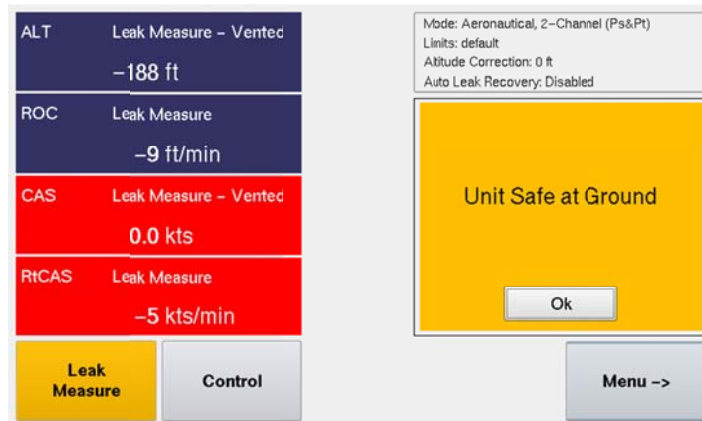 ALT Leak Measure – Vented
–188 ft
ROC Leak Measure
–9 ft/min
CAS Leak Measure – Vented
0.0 kts
RtCAS Leak Measure
–5 kts/min
Leak
Measure
Control
Mode: Aeronautical, 2–Channel (Ps&Pt)
Limits: default
Altitude Correction: 0 ft
Auto Leak Recovery: Disabled
Unit Safe at Ground
Ok
Menu –>